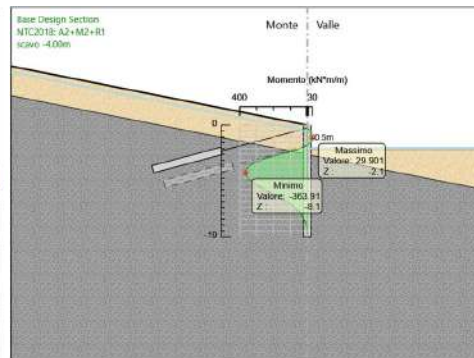 Base Design Section
NTC2018: A2+M2+R1
scavo -4.00m
Monte
Valle
Momento (kN*m/m)
400
30
0
0.5m
Massimo
Valore: 29.901
Z : -2.1
Minimo
Valore: -363.91
Z : -8.1
-19